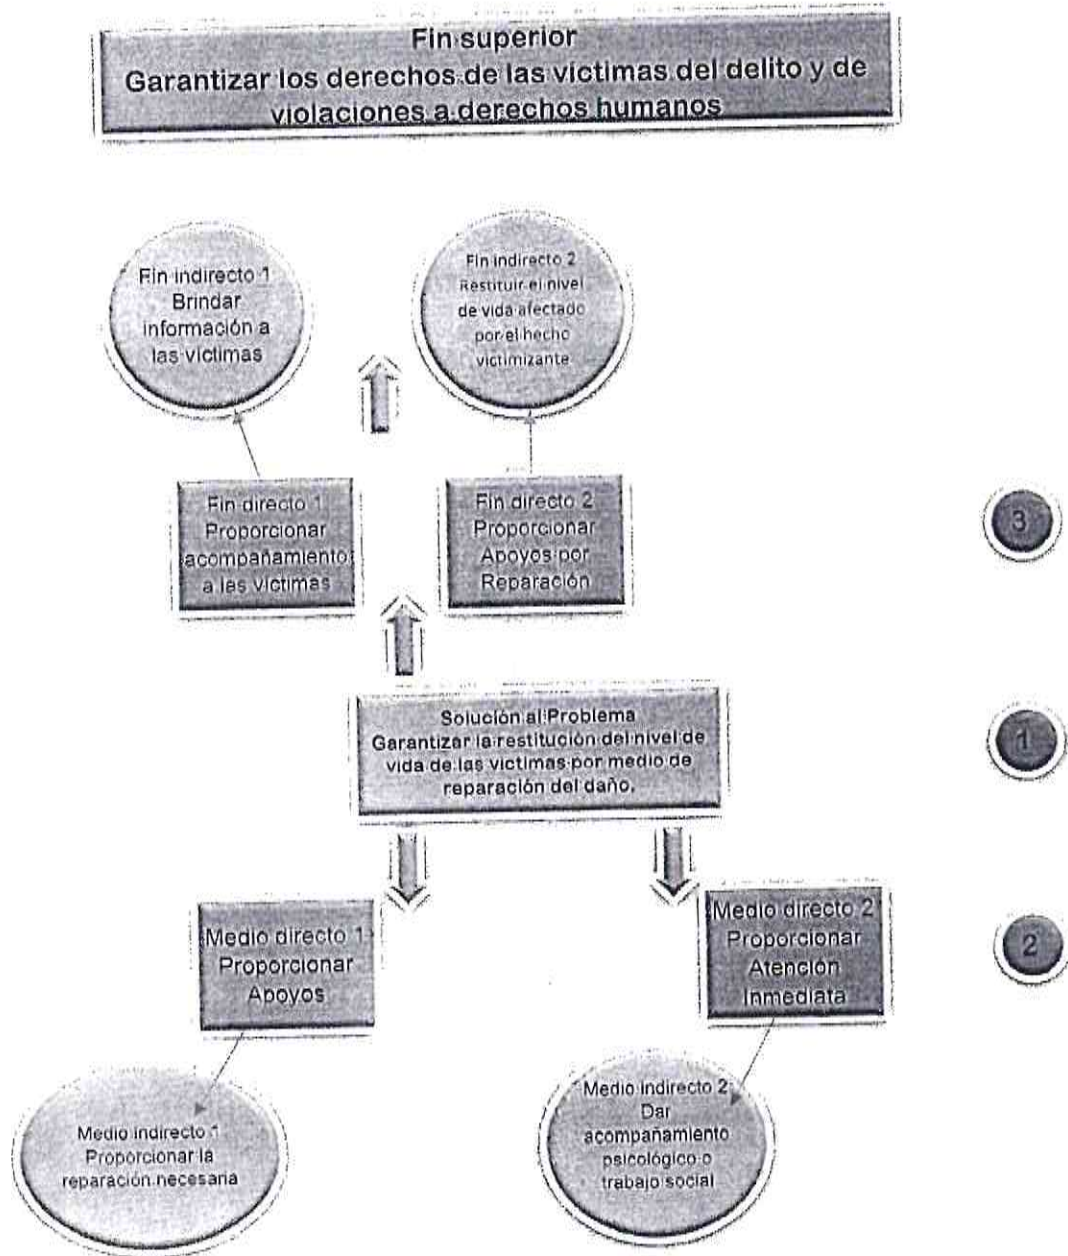 Fin superior
Garantizar los derechos de las víctimas del delito y de
violaciones a derechos humanos
Fin indirecto 1
Brindar
información a
las víctimas
Fin indirecto 2
Restituir el nivel
de vida afectado
por el hecho
victimizante
Fin directo 1
Proporcionar
acompañamiento
a las víctimas
Fin directo 2
Proporcionar
Apoyos por
Reparación
3
Solución al Problema
Garantizar la restitución del nivel de
vida de las víctimas por medio de
reparación del daño.
1
Medio directo 1
Proporcionar
Apoyos
Medio directo 2
Proporcionar
Atención
Inmediata
2
Medio indirecto 1
Proporcionar la
reparación necesaria
Medio indirecto 2
Dar
acompañamiento
psicológico o
trabajo social